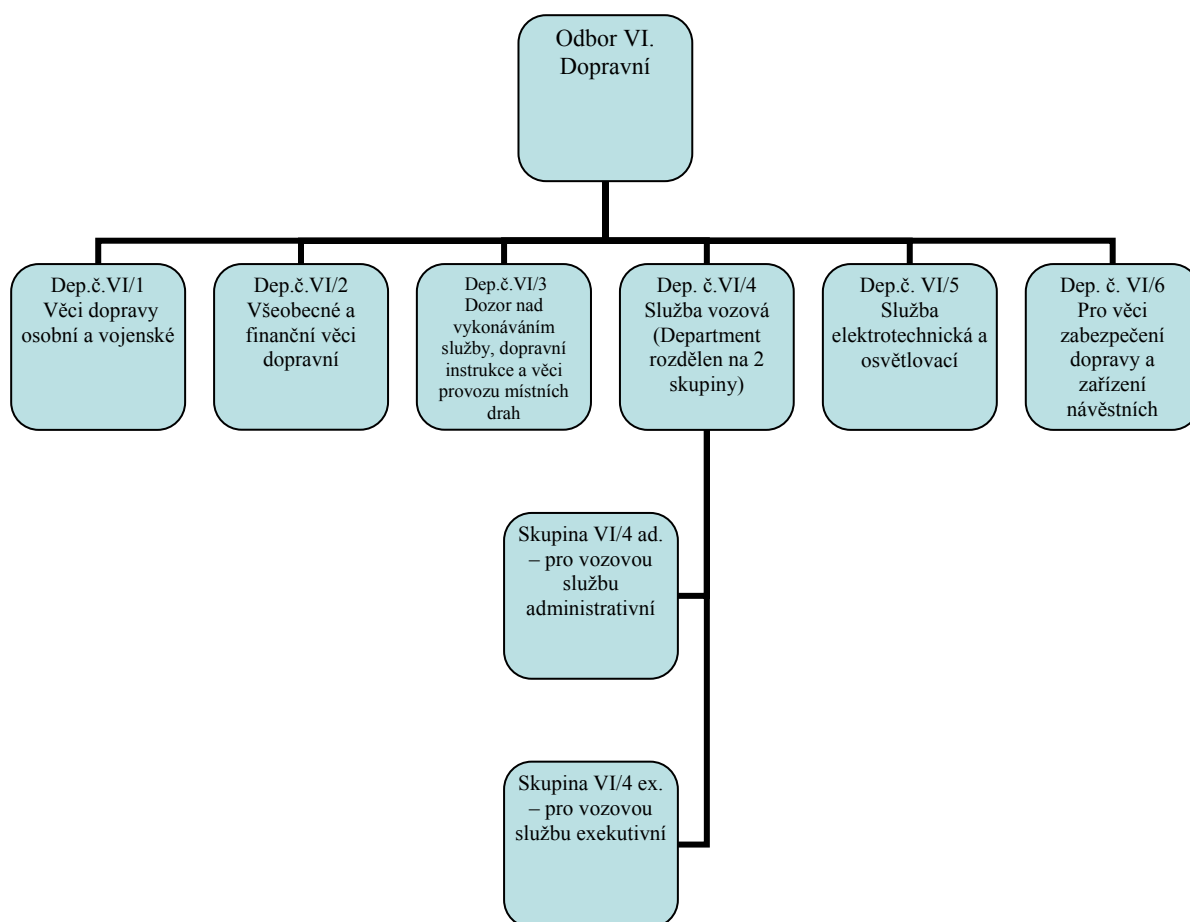 Odbor VI.
Dopravní
Dep.č.VI/1
Věci dopravy
osobní a vojenské
Dep.č.VI/2
Všeobecné a
finanční věci
dopravní
Dep.č.VI/3
Dozor nad
vykonáváním
služby, dopravní
instrukce a věci
provozu místních
drah
Dep. č.VI/4
Služba vozová
(Department
rozdělen na 2
skupiny)
Dep.č. VI/5
Služba
elektrotechnická a
osvětlovací
Dep. č. VI/6
Pro věci
zabezpečení
dopravy a
zařízení
návěstních
Skupina VI/4 ad.
– pro vozovou
službu
administrativní
Skupina VI/4 ex.
– pro vozovou
službu exekutivní